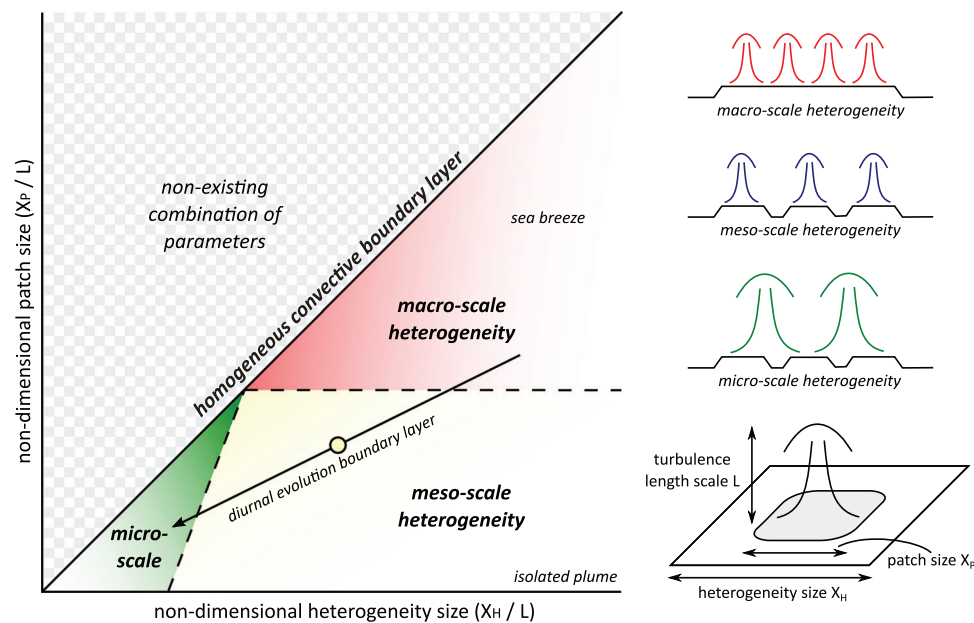 non-dimensional patch size (XP / L)
non-existing
combination of
parameters
homogeneous convective boundary layer
sea breeze
macro-scale
heterogeneity
diurnal evolution boundary layer
meso-scale
heterogeneity
micro-
scale
isolated plume
non-dimensional heterogeneity size (XH / L)
macro-scale heterogeneity
meso-scale heterogeneity
micro-scale heterogeneity
turbulence
length scale L
patch size XP
heterogeneity size XH